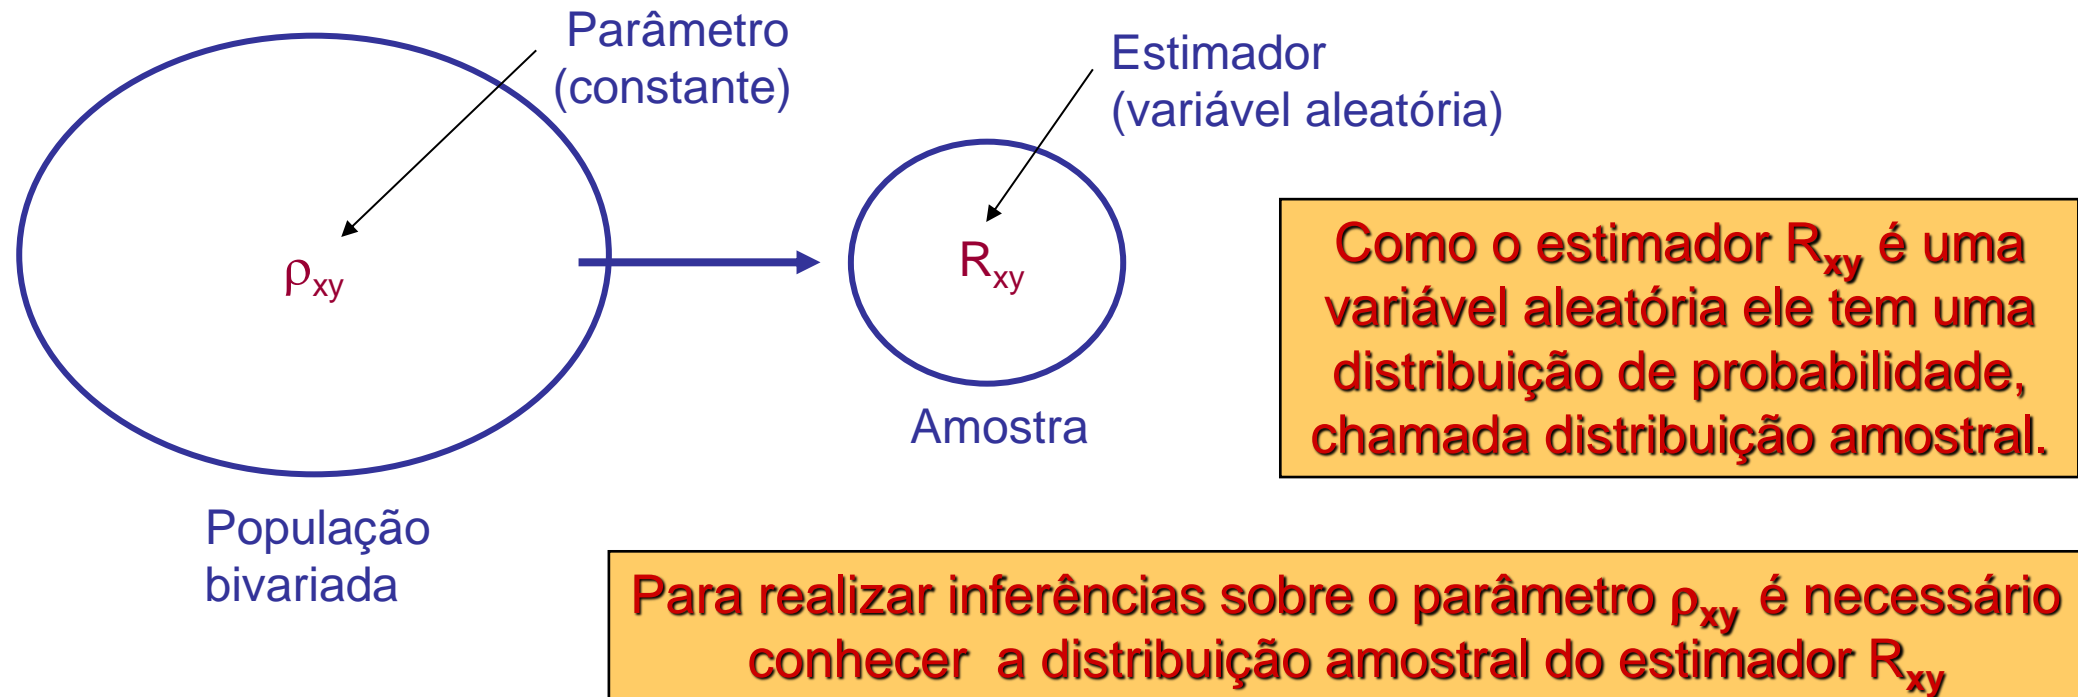 Parâmetro
(constante)
Estimador
(variável aleatória)
ρxy
Rxy
Amostra
População
bivariada
Como o estimador Rxy é uma
variável aleatória ele tem uma
distribuição de probabilidade,
chamada distribuição amostral.
Para realizar inferências sobre o parâmetro ρxy é necessário
conhecer a distribuição amostral do estimador Rxy